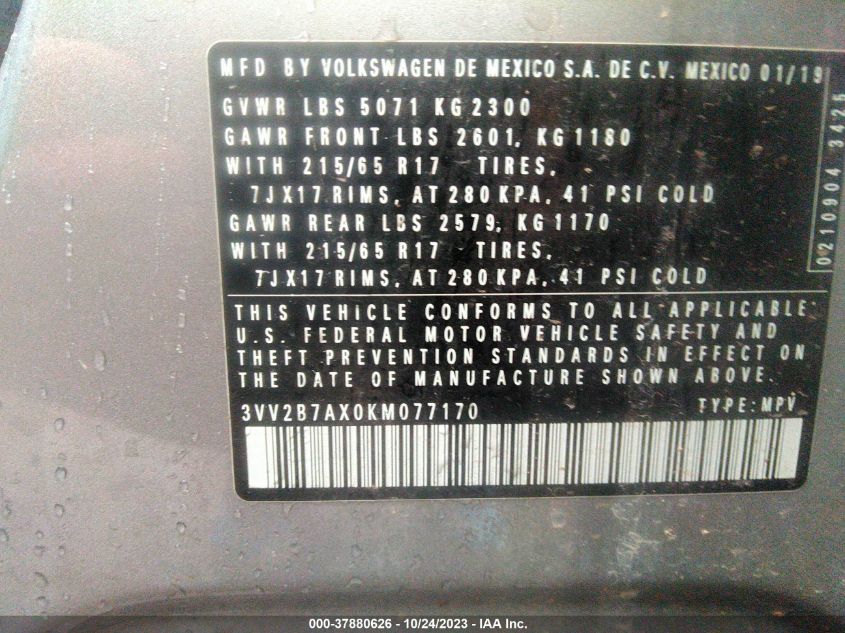 MFD BY VOLKSWAGEN DE MEXICO S.A. DE C.V. MEXICO 01/19
GVWR LBS 5071 KG 2300
GAWR FRONT LBS 2601, KG 1180
WITH 215/65 R17 TIRES,
7JX17 RIMS, AT 280 KPA, 41 PSI COLD
GAWR REAR LBS 2579, KG 1170
WITH 215/65 R17 TIRES,
7JX17 RIMS, AT 280 KPA, 41 PSI COLD
THIS VEHICLE CONFORMS TO ALL APPLICABLE
U.S. FEDERAL MOTOR VEHICLE SAFETY AND
THEFT PREVENTION STANDARDS IN EFFECT ON
THE DATE OF MANUFACTURE SHOWN ABOVE.
3VV2B7AX0KM077170 TYPE: MPV
0210904 3425
000-37880626 - 10/24/2023 - IAA Inc.